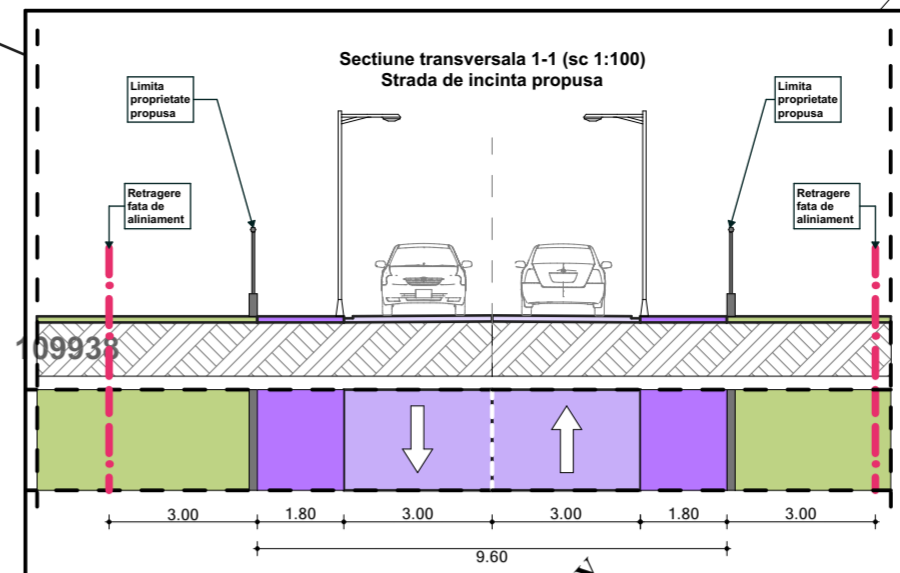 Sectiune transversala 1-1 (sc 1:100)
Strada de incinta propusa
Limita
proprietate
propusa
Limita
proprietate
propusa
Retragere
fata de
aliniament
Retragere
fata de
aliniament
109938
3.00 1.80 3.00 3.00 1.80 3.00
9.60